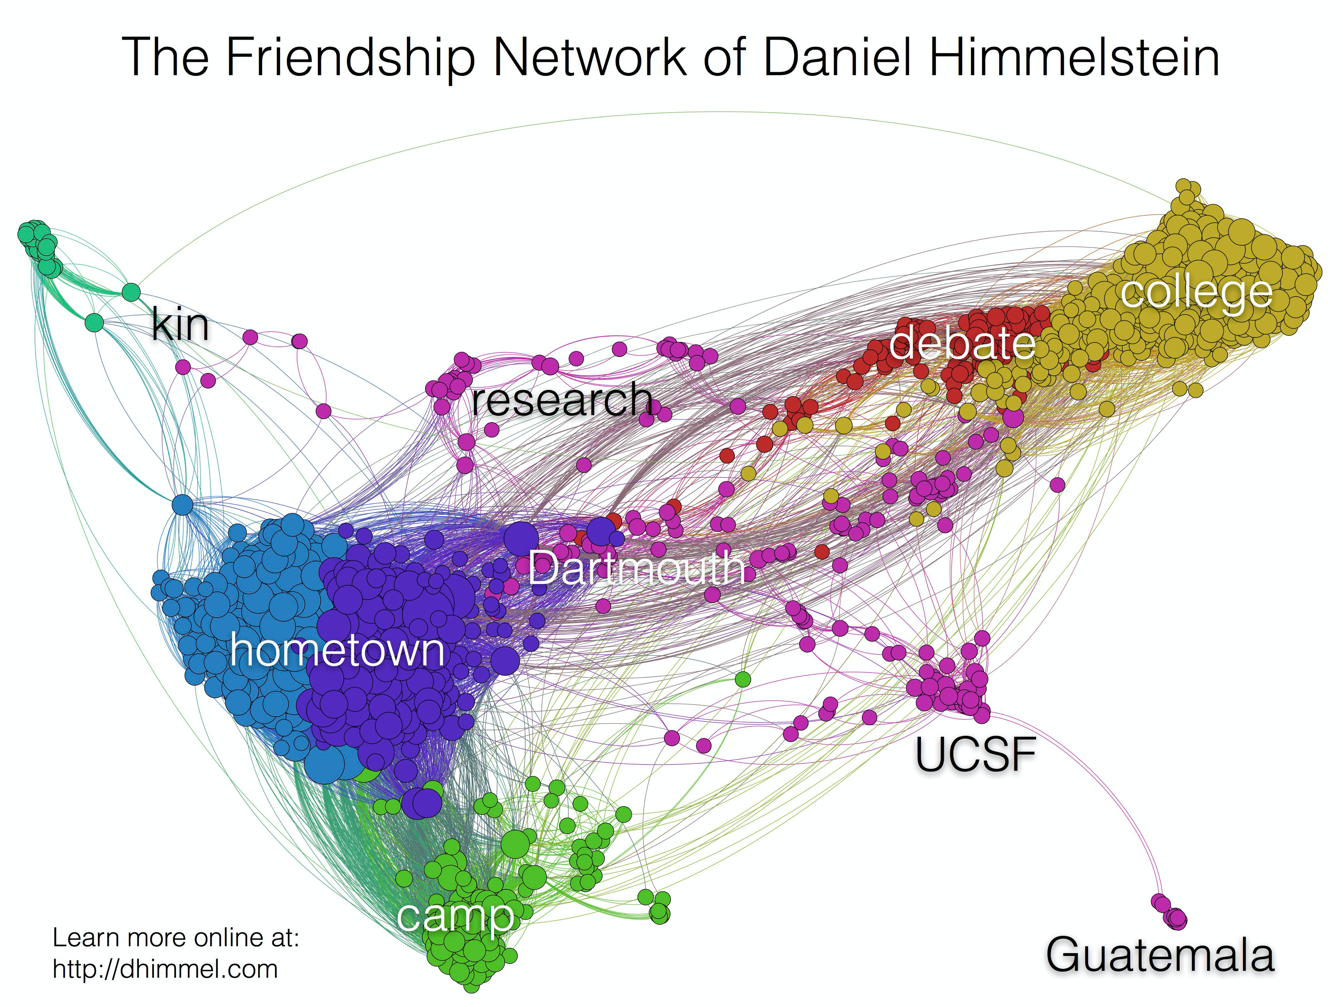 The Friendship Network of Daniel Himmelstein
kin
college
debate
research
Dartmouth
hometown
UCSF
camp
Guatemala
Learn more online at:
http://dhimmel.com